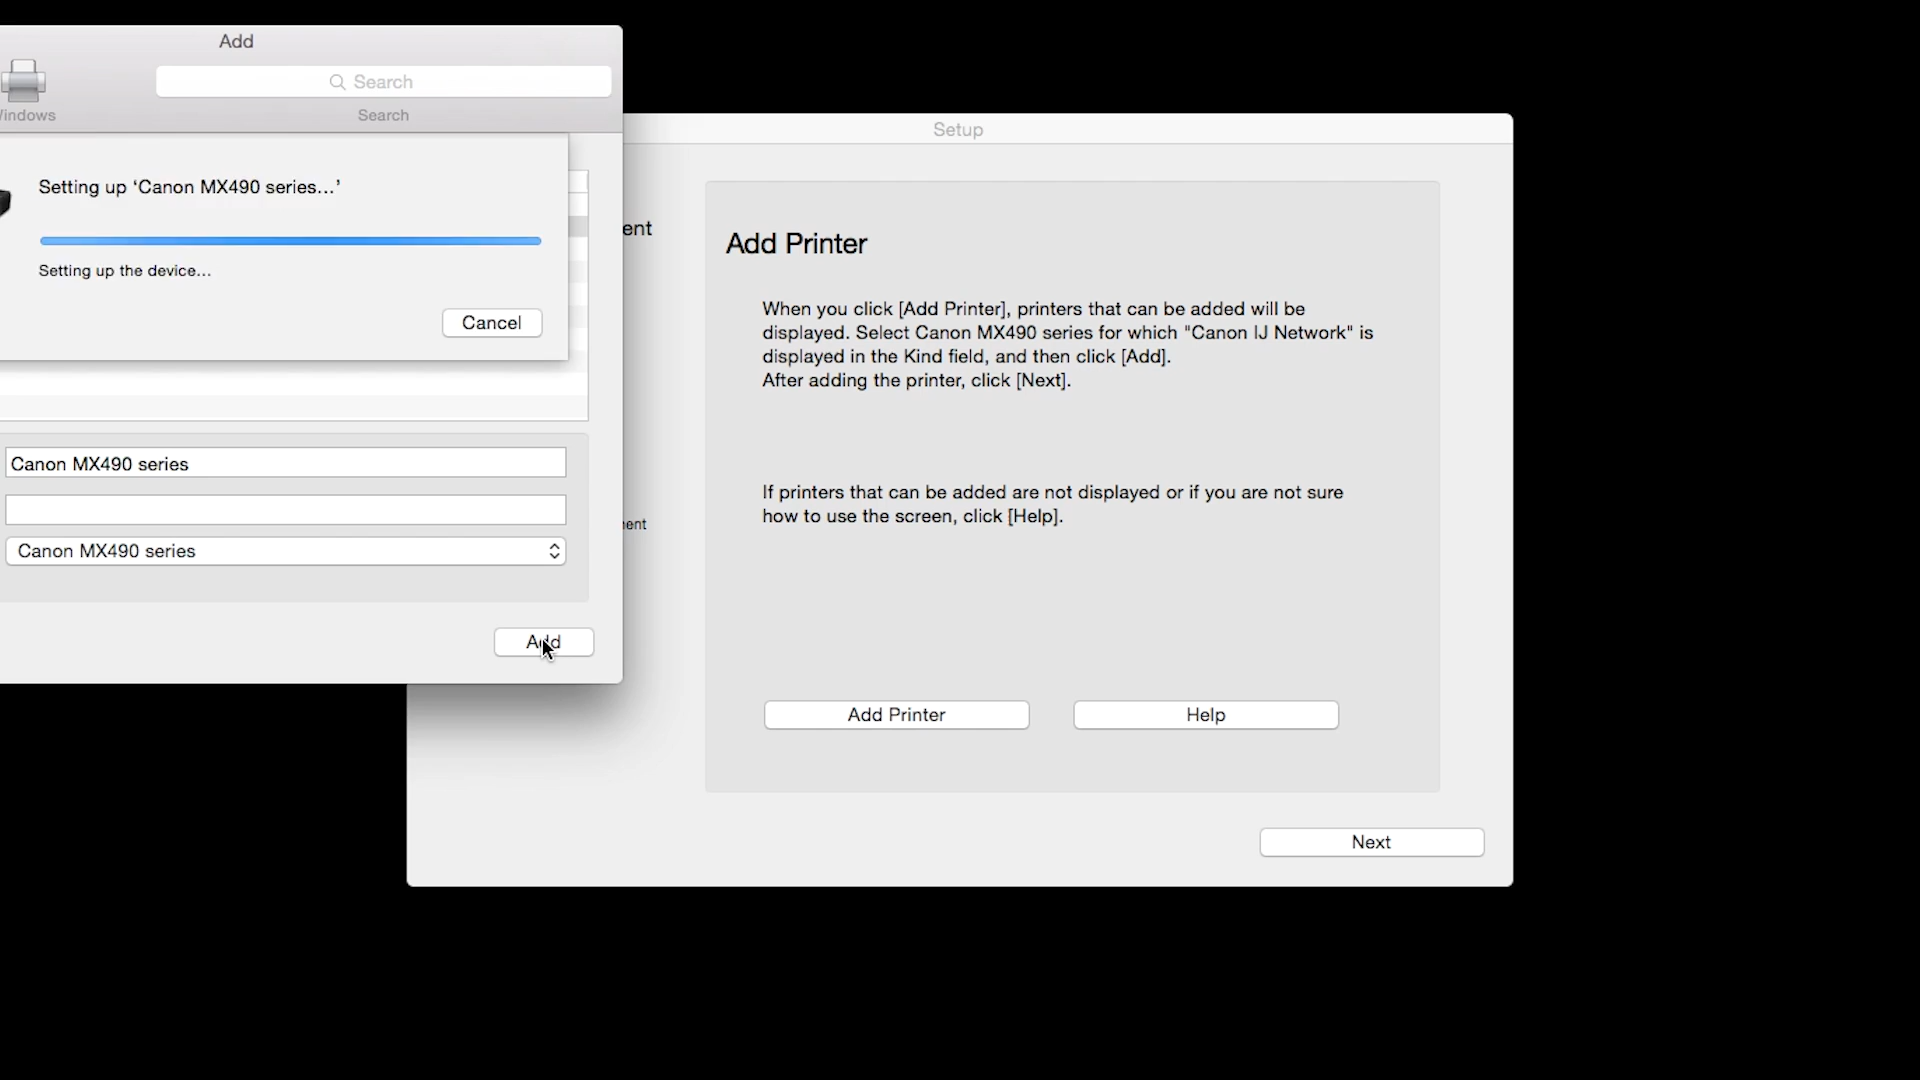 Add
Search
Windows
Search
Setting up ‘Canon MX490 series...’
Setting up the device...
Cancel
Canon MX490 series
Canon MX490 series
Add
Setup
Add Printer
When you click [Add Printer], printers that can be added will be
displayed. Select Canon MX490 series for which "Canon IJ Network" is
displayed in the Kind field, and then click [Add].
After adding the printer, click [Next].
If printers that can be added are not displayed or if you are not sure
how to use the screen, click [Help].
Add Printer
Help
Next